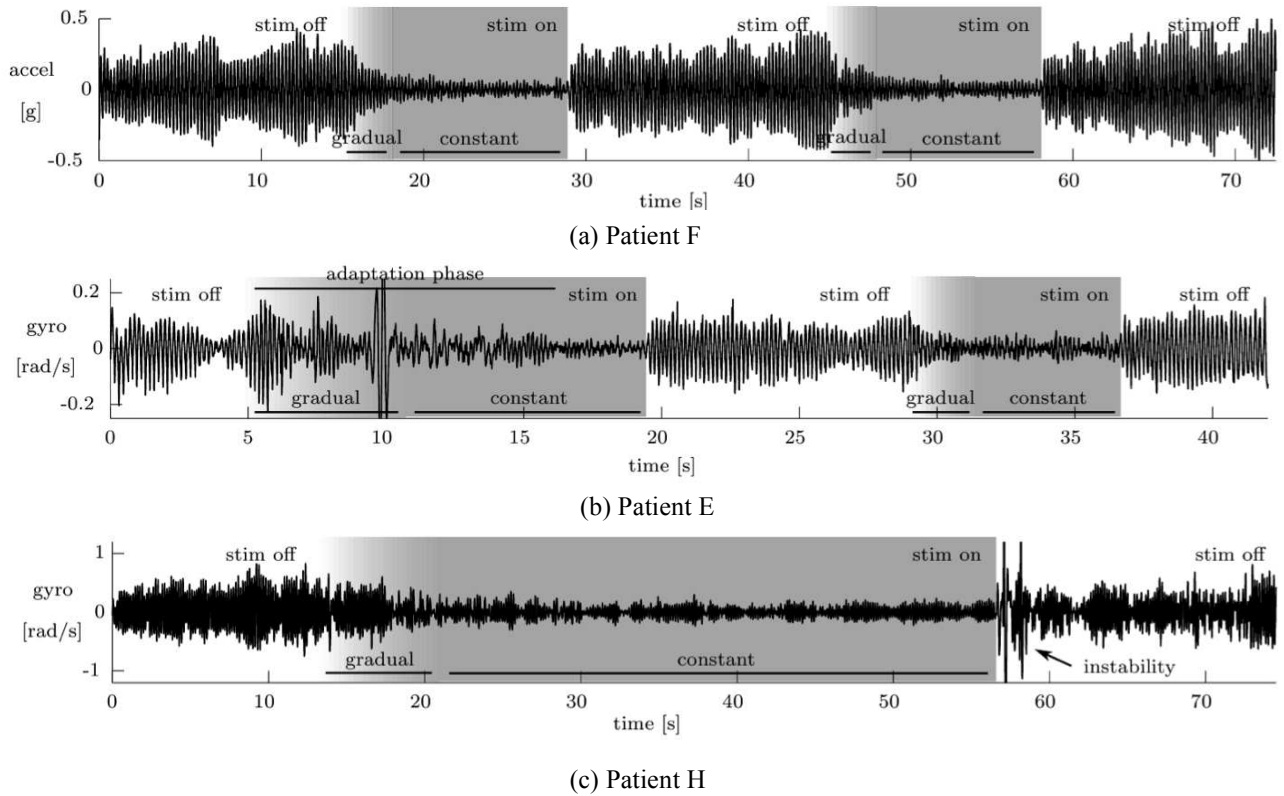 0.5 stim off stim on stim off stim on stim off
accel
0
[g]
gradual constant gradual constant
-0.5
0 10 20 30 40 50 60 70
time [s]
(a) Patient F
adaptation phase
0.2 stim off stim on stim off stim on stim off
gyro
0
[rad/s]
-0.2 gradual constant gradual constant
0 5 10 15 20 25 30 35 40
time [s]
(b) Patient E
1 stim off stim on stim off
gyro
0
[rad/s]
-1 gradual constant instability
0 10 20 30 40 50 60 70
time [s]
(c) Patient H